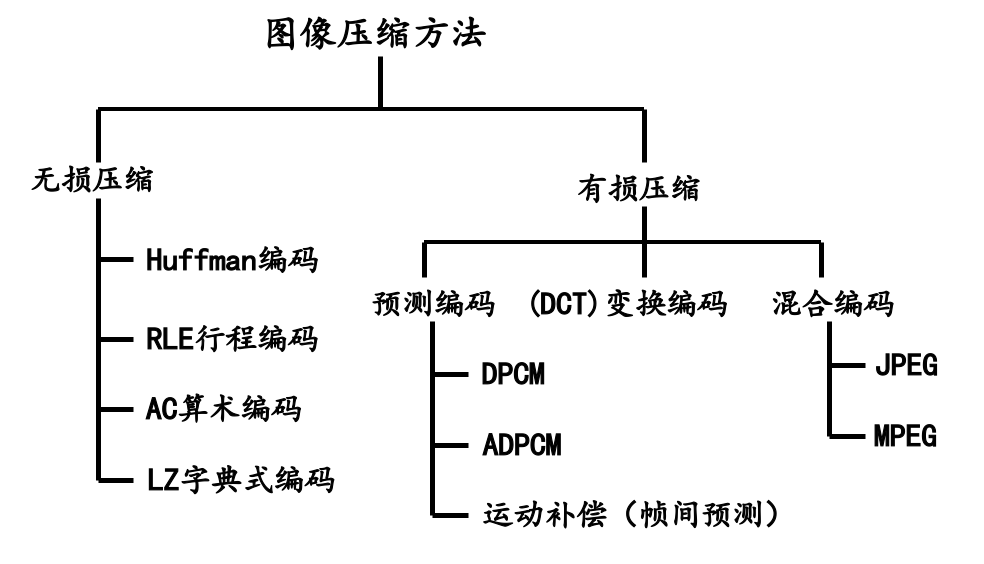 图像压缩方法
无损压缩
Huffman编码
RLE行程编码
AC算术编码
LZ字典式编码
有损压缩
预测编码
DPCM
ADPCM
运动补偿（帧间预测）
(DCT)变换编码
混合编码
JPEG
MPEG